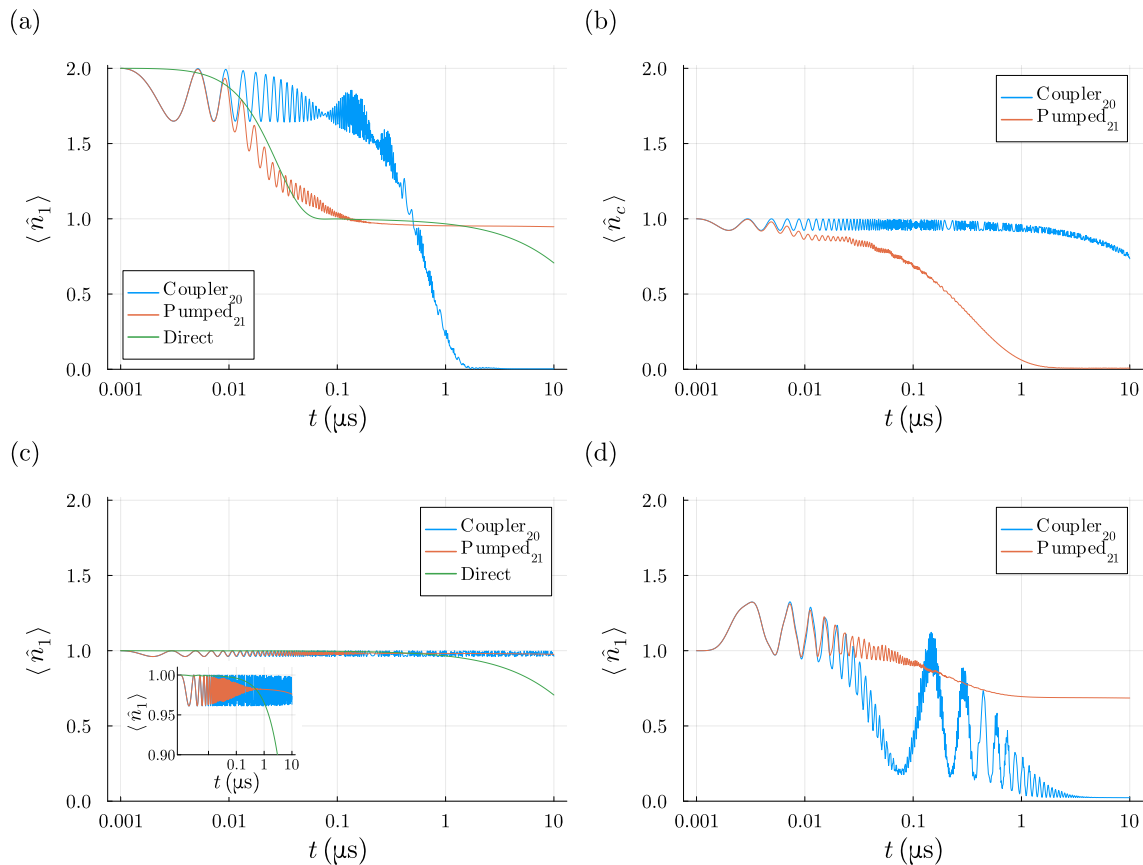 (a)
⟨ n̂₁ ⟩
2.0
1.5
1.0
0.5
0.0
Coupler₂₀
Pumped₂₁
Direct
0.001 0.01 0.1 1 10
t (µs)
(b)
⟨ n̂_c ⟩
2.0
1.5
1.0
0.5
0.0
Coupler₂₀
Pumped₂₁
0.001 0.01 0.1 1 10
t (µs)
(c)
⟨ n̂₁ ⟩
2.0
1.5
1.0
0.5
0.0
Coupler₂₀
Pumped₂₁
Direct
⟨ n̂₁ ⟩
1.00
0.95
0.90
0.1 1 10
t (µs)
0.001 0.01 0.1 1 10
t (µs)
(d)
⟨ n̂₁ ⟩
2.0
1.5
1.0
0.5
0.0
Coupler₂₀
Pumped₂₁
0.001 0.01 0.1 1 10
t (µs)